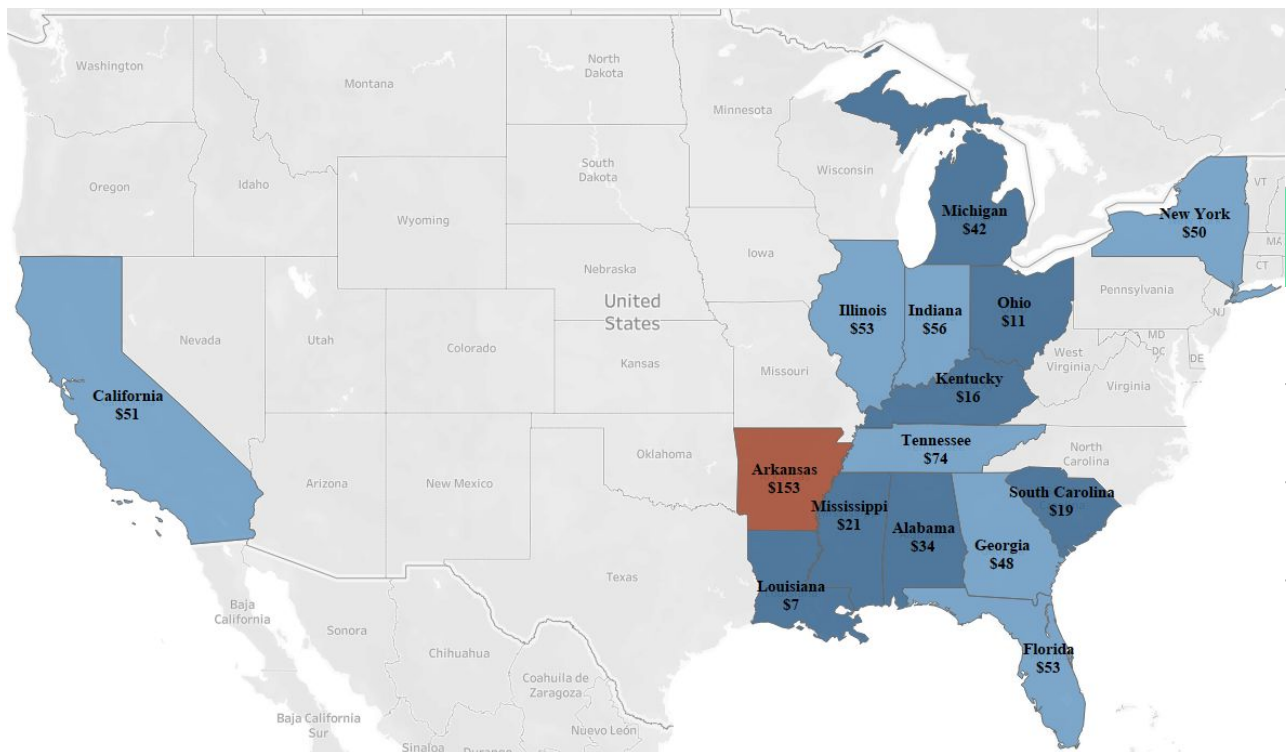 Washington
Montana
North
Dakota
Minnesota
Oregon
Idaho
Wyoming
South
Dakota
Wisconsin
Michigan
$42
New York
$50
VT
MA
CT
Iowa
Nebraska
United
States
Illinois
$53
Indiana
$56
Ohio
$11
Pennsylvania
NJ
MD
DC
DE
Nevada
Utah
Colorado
Kansas
Missouri
West
Virginia
Virginia
California
$51
Kentucky
$16
Arizona
New Mexico
Oklahoma
Arkansas
$153
Tennessee
$74
North
Carolina
South Carolina
$19
Mississippi
$21
Alabama
$34
Georgia
$48
Texas
Louisiana
$7
Florida
$53
Baja
California
Sonora
Chihuahua
Coahuila de
Zaragoza
Nuevo León
Baja California
Sur
Sinaloa
Durango